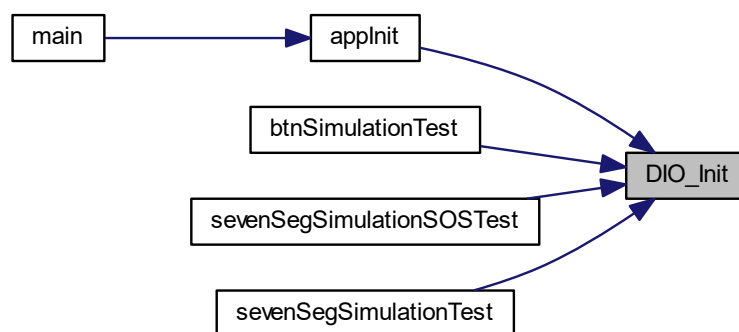 main
appInit
btnSimulationTest
DIO_Init
sevenSegSimulationSOSTest
sevenSegSimulationTest